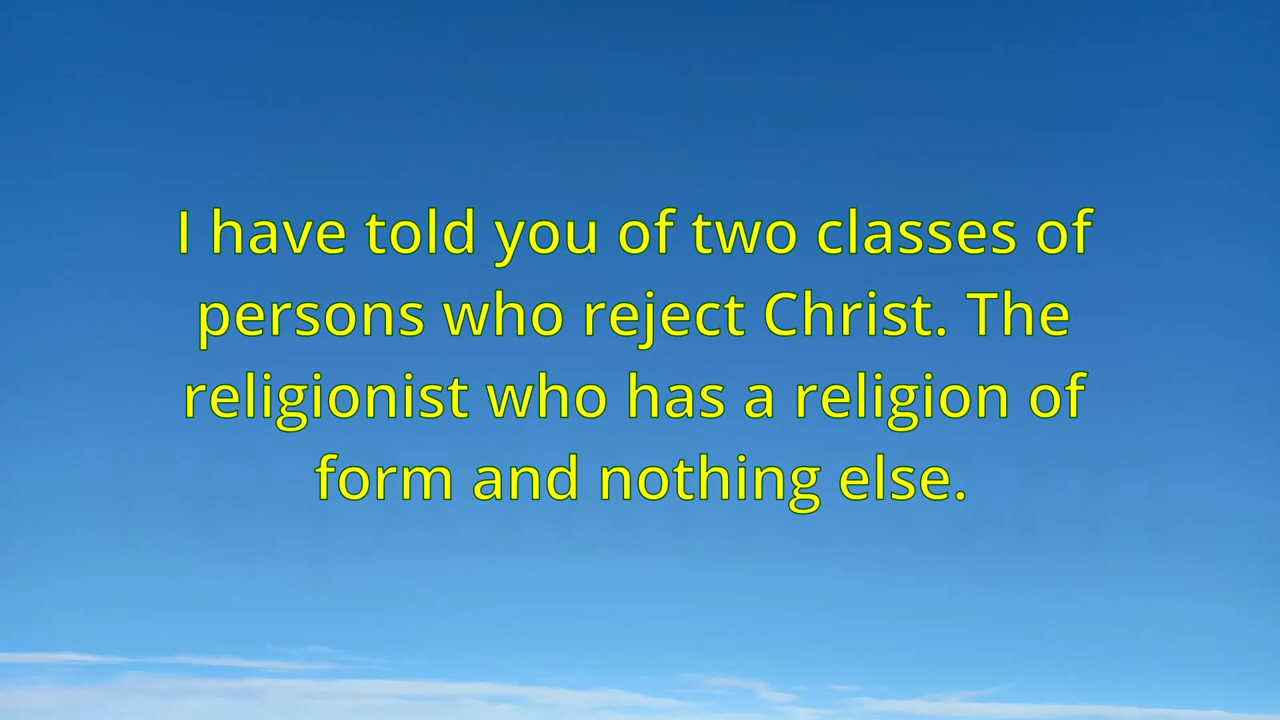 I have told you of two classes of
persons who reject Christ. The
religionist who has a religion of
form and nothing else.